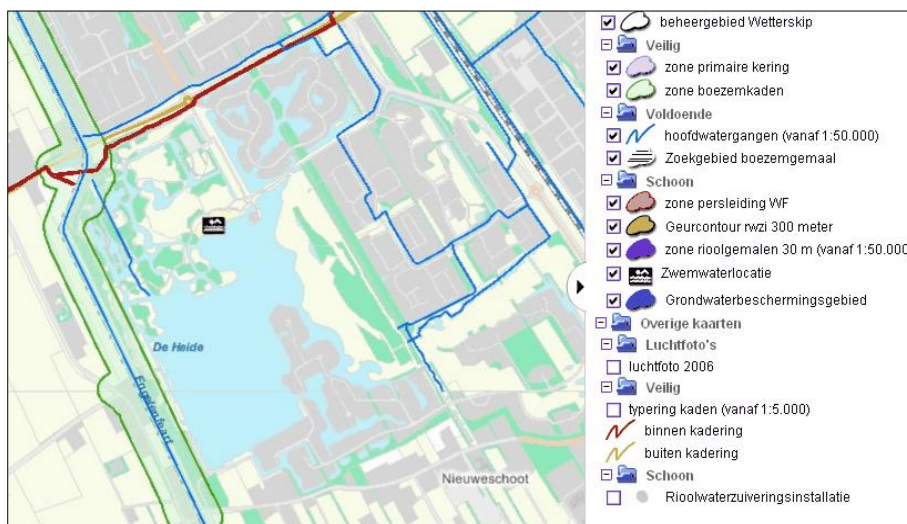 De Heide
Engelenfeart
Nieuweschoot
beheergebied Wetterskip
Veilig
zone primaire kering
zone boezemkaden
Voldoende
hoofdwatergangen (vanaf 1:50.000)
Zoekgebied boezemgemaal
Schoon
zone persleiding WF
Geurcontour rwzi 300 meter
zone rioolgemalen 30 m (vanaf 1:50.000
Zwemwaterlocatie
Grondwaterbeschermingsgebied
Overige kaarten
Luchtfoto's
luchtfoto 2006
Veilig
typering kaden (vanaf 1:5.000)
binnen kadering
buiten kadering
Schoon
Rioolwaterzuiveringsinstallatie